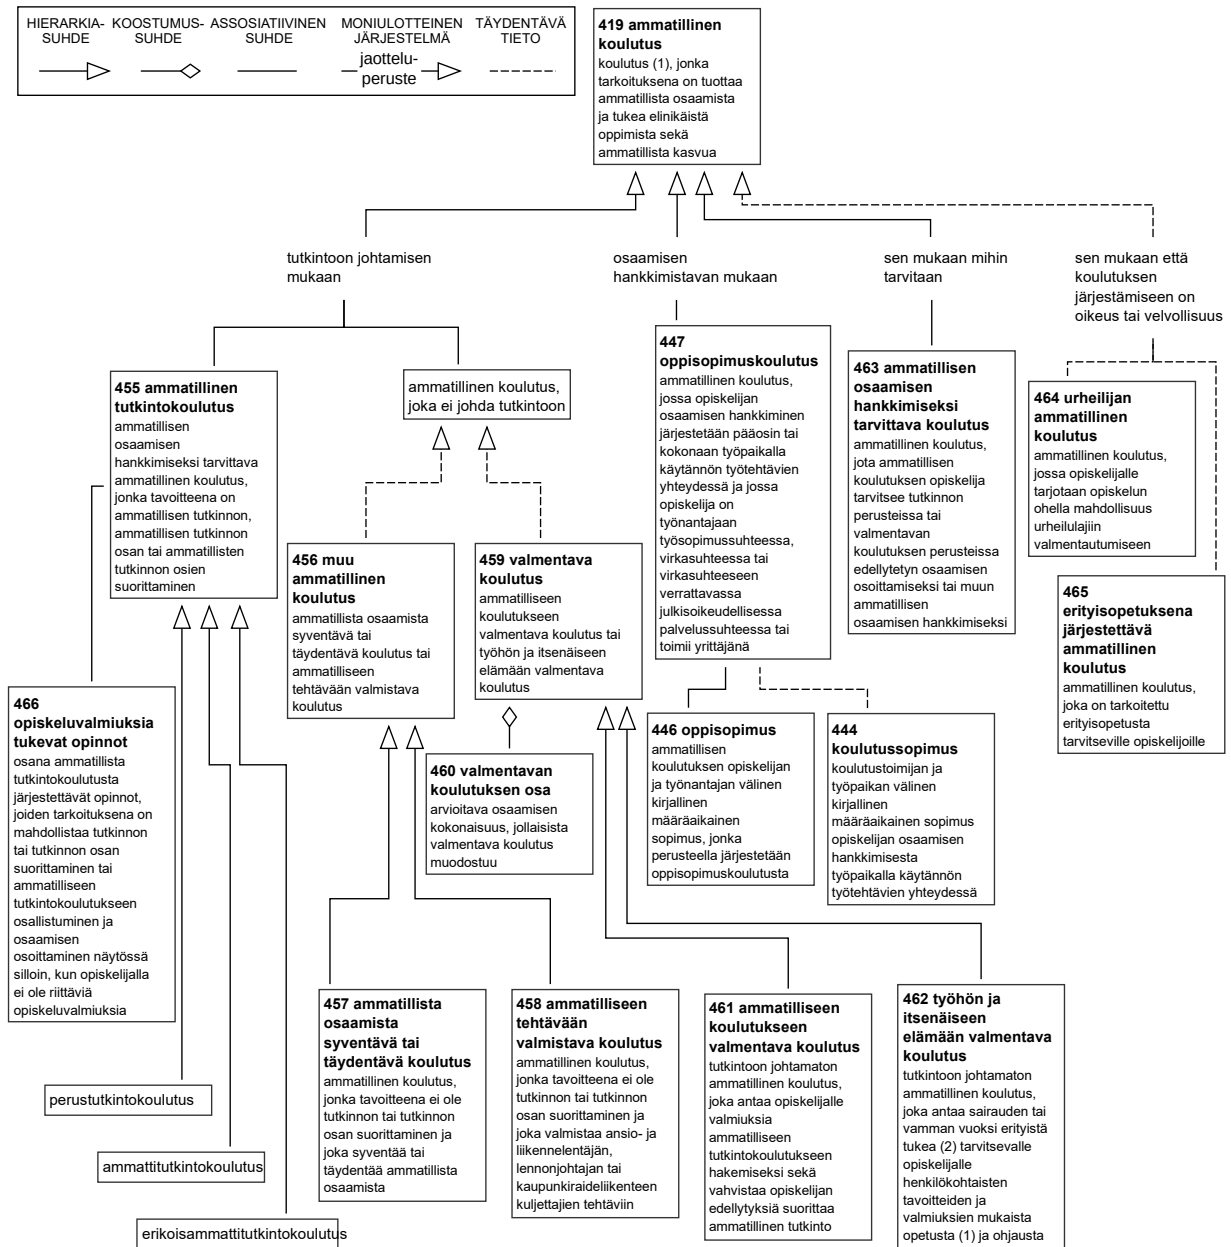 HIERARKIA-
SUHDE
KOOSTUMUS-
SUHDE
ASSOSIATIIVINEN
SUHDE
MONIULOTTEINEN
JÄRJESTELMÄ
jaottelu-
peruste
TÄYDENTÄVÄ
TIETO
419 ammatillinen
koulutus
koulutus (1), jonka
tarkoituksena on tuottaa
ammatillista osaamista
ja tukea elinikäistä
oppimista sekä
ammatillista kasvua
tutkintoon johtamisen
mukaan
osaamisen
hankkimistavan mukaan
sen mukaan mihin
tarvitaan
sen mukaan että
koulutuksen
järjestämiseen on
oikeus tai velvollisuus
455 ammatillinen
tutkintokoulutus
ammatillisen
osaamisen
hankkimiseksi tarvittava
ammatillinen koulutus,
jonka tavoitteena on
ammatillisen tutkinnon,
ammatillisen tutkinnon
osan tai ammatillisten
tutkinnon osien
suorittaminen
ammatillinen koulutus,
joka ei johda tutkintoon
447
oppisopimuskoulutus
ammatillinen koulutus,
jossa opiskelijan
osaamisen hankkiminen
järjestetään pääosin tai
kokonaan työpaikalla
käytännön työtehtävien
yhteydessä ja jossa
opiskelija on
työnantajaan
työsopimussuhteessa,
virkasuhteessa tai
virkasuhteeseen
verrattavassa
julkisoikeudellisessa
palvelussuhteessa tai
toimii yrittäjänä
463 ammatillisen
osaamisen
hankkimiseksi
tarvittava koulutus
ammatillinen koulutus,
jota ammatillisen
koulutuksen opiskelija
tarvitsee tutkinnon
perusteissa tai
valmentavan
koulutuksen perusteissa
edellytetyn osaamisen
osoittamiseksi tai muun
ammatillisen
osaamisen hankkimiseksi
464 urheilijan
ammatillinen
koulutus
ammatillinen koulutus,
jossa opiskelijalle
tarjotaan opiskelun
ohella mahdollisuus
urheilulajiin
valmentautumiseen
456 muu
ammatillinen
koulutus
ammatillista osaamista
syventävä tai
täydentävä koulutus tai
ammatilliseen
tehtävään valmistava
koulutus
459 valmentava
koulutus
ammatilliseen
koulutukseen
valmentava koulutus tai
työhön ja itsenäiseen
elämään valmentava
koulutus
465
erityisopetuksena
järjestettävä
ammatillinen
koulutus
ammatillinen koulutus,
joka on tarkoitettu
erityisopetusta
tarvitseville opiskelijoille
466
opiskeluvalmiuksia
tukevat opinnot
osana ammatillista
tutkintokoulutusta
järjestettävät opinnot,
joiden tarkoituksena on
mahdollistaa tutkinnon
tai tutkinnon osan
suorittaminen tai
ammatilliseen
tutkintokoulutukseen
osallistuminen ja
osaamisen
osoittaminen näytössä
silloin, kun opiskelijalla
ei ole riittäviä
opiskeluvalmiuksia
460 valmentavan
koulutuksen osa
arvioitava osaamisen
kokonaisuus, jollaisista
valmentava koulutus
muodostuu
446 oppisopimus
ammatillisen
koulutuksen opiskelijan
ja työnantajan välinen
kirjallinen
määräaikainen
sopimus, jonka
perusteella järjestetään
oppisopimuskoulutusta
444
koulutussopimus
koulutustoimijan ja
työpaikan välinen
kirjallinen
määräaikainen sopimus
opiskelijan osaamisen
hankkimisesta
työpaikalla käytännön
työtehtävien yhteydessä
457 ammatillista
osaamista
syventävä tai
täydentävä koulutus
ammatillinen koulutus,
jonka tavoitteena ei ole
tutkinnon tai tutkinnon
osan suorittaminen ja
joka syventää tai
täydentää ammatillista
osaamista
458 ammatilliseen
tehtävään
valmistava koulutus
ammatillinen koulutus,
jonka tavoitteena ei ole
tutkinnon tai tutkinnon
osan suorittaminen ja
joka valmistaa ansio- ja
liikennelentäjän,
lennonjohtajan tai
kaupunkiraideliikenteen
kuljettajien tehtäviin
461 ammatilliseen
koulutukseen
valmentava koulutus
tutkintoon johtamaton
ammatillinen koulutus,
joka antaa opiskelijalle
valmiuksia
ammatilliseen
tutkintokoulutukseen
hakemiseksi sekä
vahvistaa opiskelijan
edellytyksiä suorittaa
ammatillinen tutkinto
462 työhön ja
itsenäiseen
elämään valmentava
koulutus
tutkintoon johtamaton
ammatillinen koulutus,
joka antaa sairauden tai
vamman vuoksi erityistä
tukea (2) tarvitsevalle
opiskelijalle
henkilökohtaisten
tavoitteiden ja
valmiuksien mukaista
opetusta (1) ja ohjausta
perustutkintokoulutus
ammattitutkintokoulutus
erikoisammattitutkintokoulutus